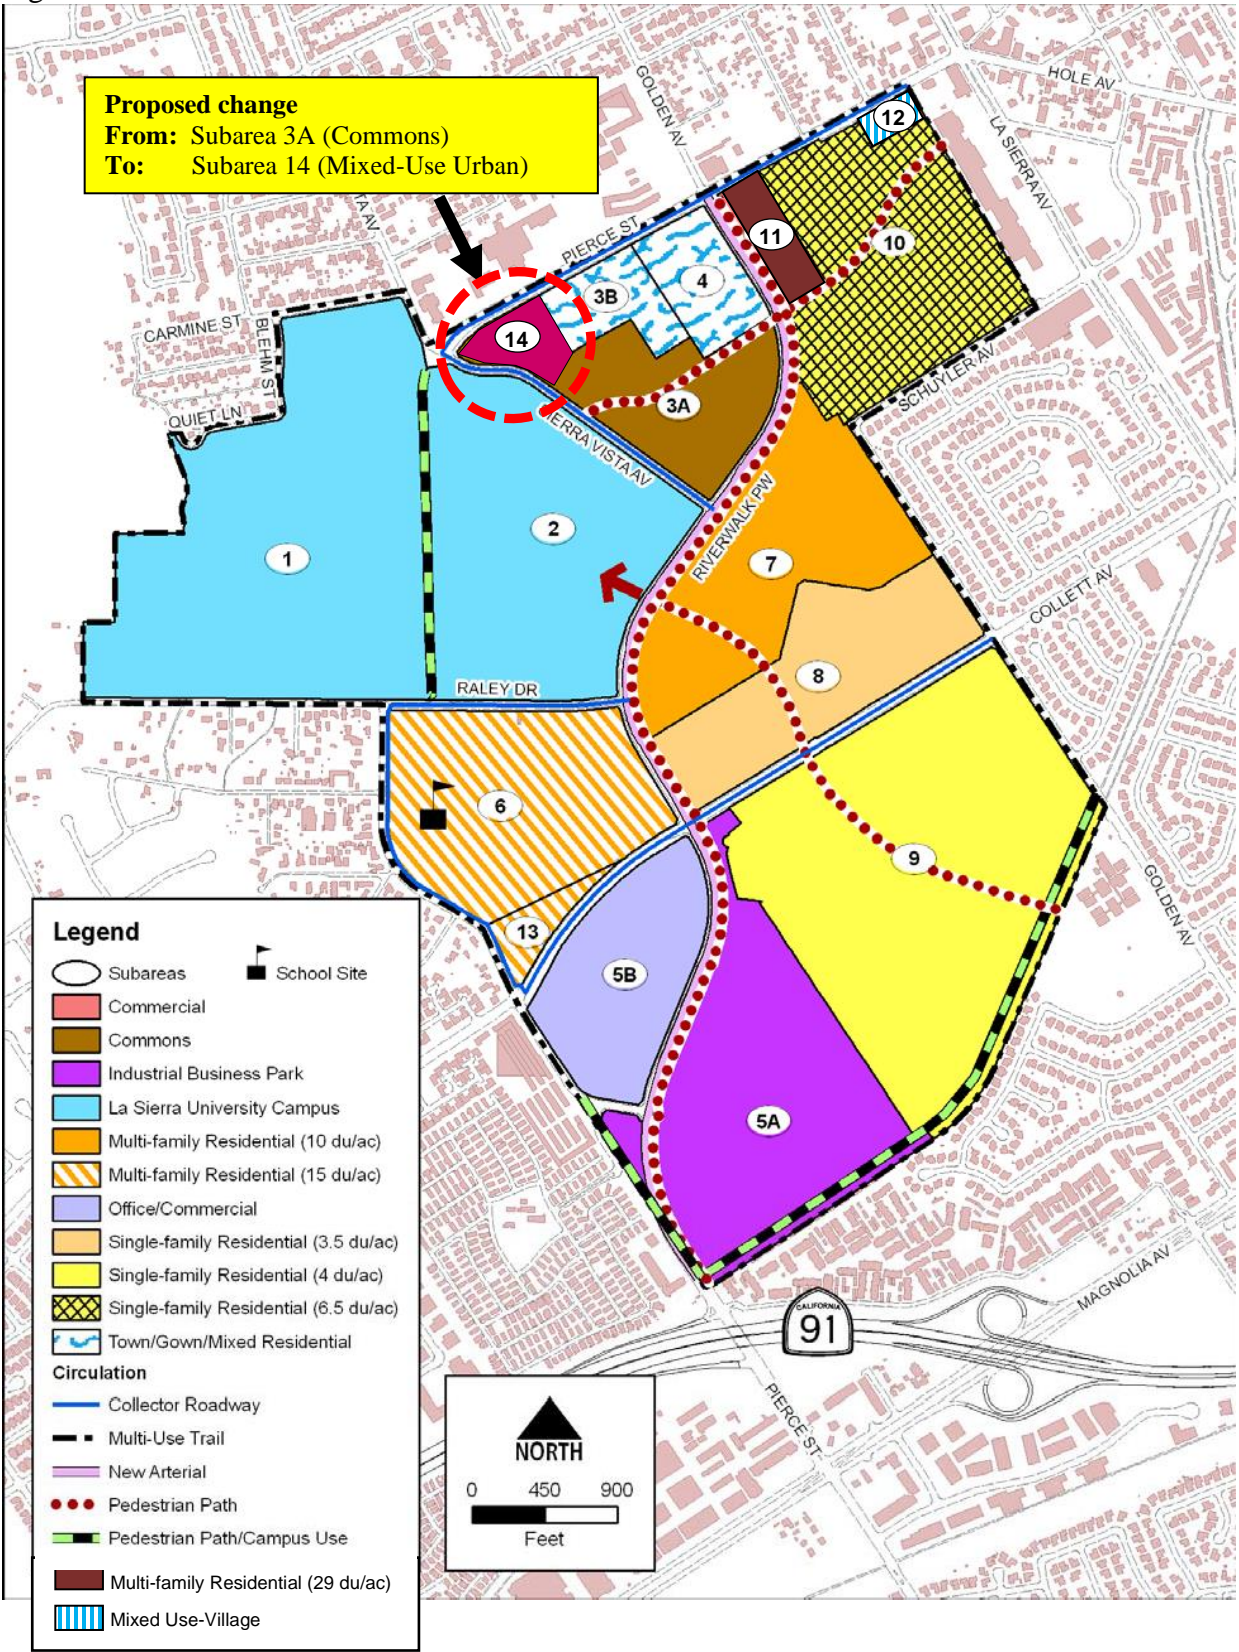 Proposed change
From: Subarea 3A (Commons)
To: Subarea 14 (Mixed-Use Urban)
GOLDEN AV
HOLE AV
LA SIERRA AV
12
PIERCE ST
11
10
4
3B
14
CARMINE ST
BLEHM ST
QUIET LN
3A
SCHUYLER AV
SIERRA VISTA AV
RIVERWALK PW
2
1
7
COLLETT AV
8
RALEY DR
6
9
GOLDEN AV
13
5B
5A
MAGNOLIA AV
CALIFORNIA
91
PIERCE ST
Legend
Subareas
School Site
Commercial
Commons
Industrial Business Park
La Sierra University Campus
Multi-family Residential (10 du/ac)
Multi-family Residential (15 du/ac)
Office/Commercial
Single-family Residential (3.5 du/ac)
Single-family Residential (4 du/ac)
Single-family Residential (6.5 du/ac)
Town/Gown/Mixed Residential
Circulation
Collector Roadway
Multi-Use Trail
New Arterial
Pedestrian Path
Pedestrian Path/Campus Use
Multi-family Residential (29 du/ac)
Mixed Use-Village
NORTH
0 450 900
Feet